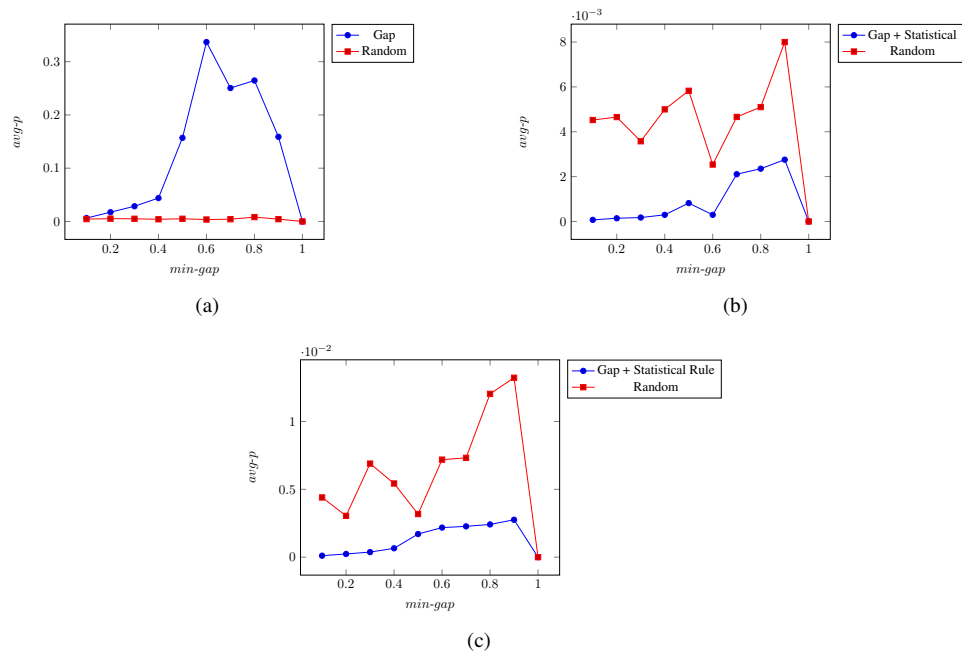 Gap
Random
0.3
0.2
0.1
0
avg-p
0.2 0.4 0.6 0.8 1
min-gap
(a)
·10−3
Gap + Statistical
Random
8
6
4
2
0
avg-p
0.2 0.4 0.6 0.8 1
min-gap
(b)
·10−2
Gap + Statistical Rule
Random
1
0.5
0
avg-p
0.2 0.4 0.6 0.8 1
min-gap
(c)